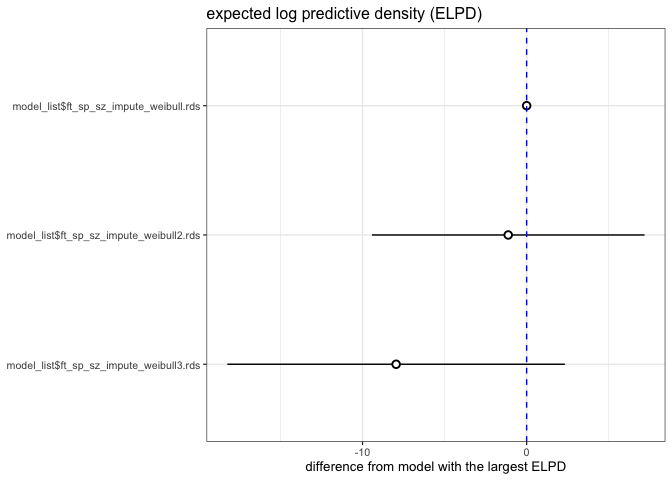 expected log predictive density (ELPD)
model_list$ft_sp_sz_impute_weibull.rds
model_list$ft_sp_sz_impute_weibull2.rds
model_list$ft_sp_sz_impute_weibull3.rds
-10 0
difference from model with the largest ELPD